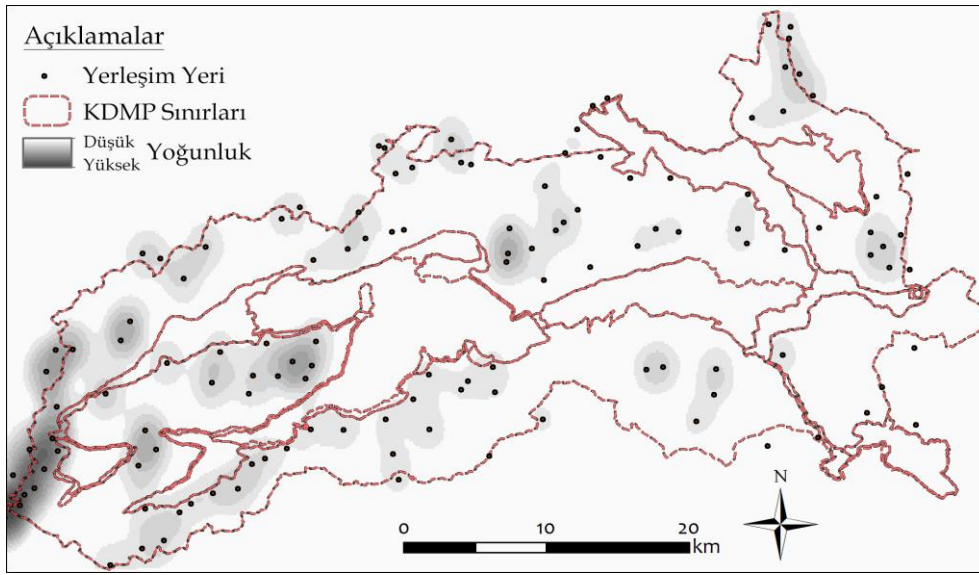 Açıklamalar
Yerleşim Yeri
KDMP Sınırları
Düşük
Yüksek
Yoğunluk
N
0 10 20
km